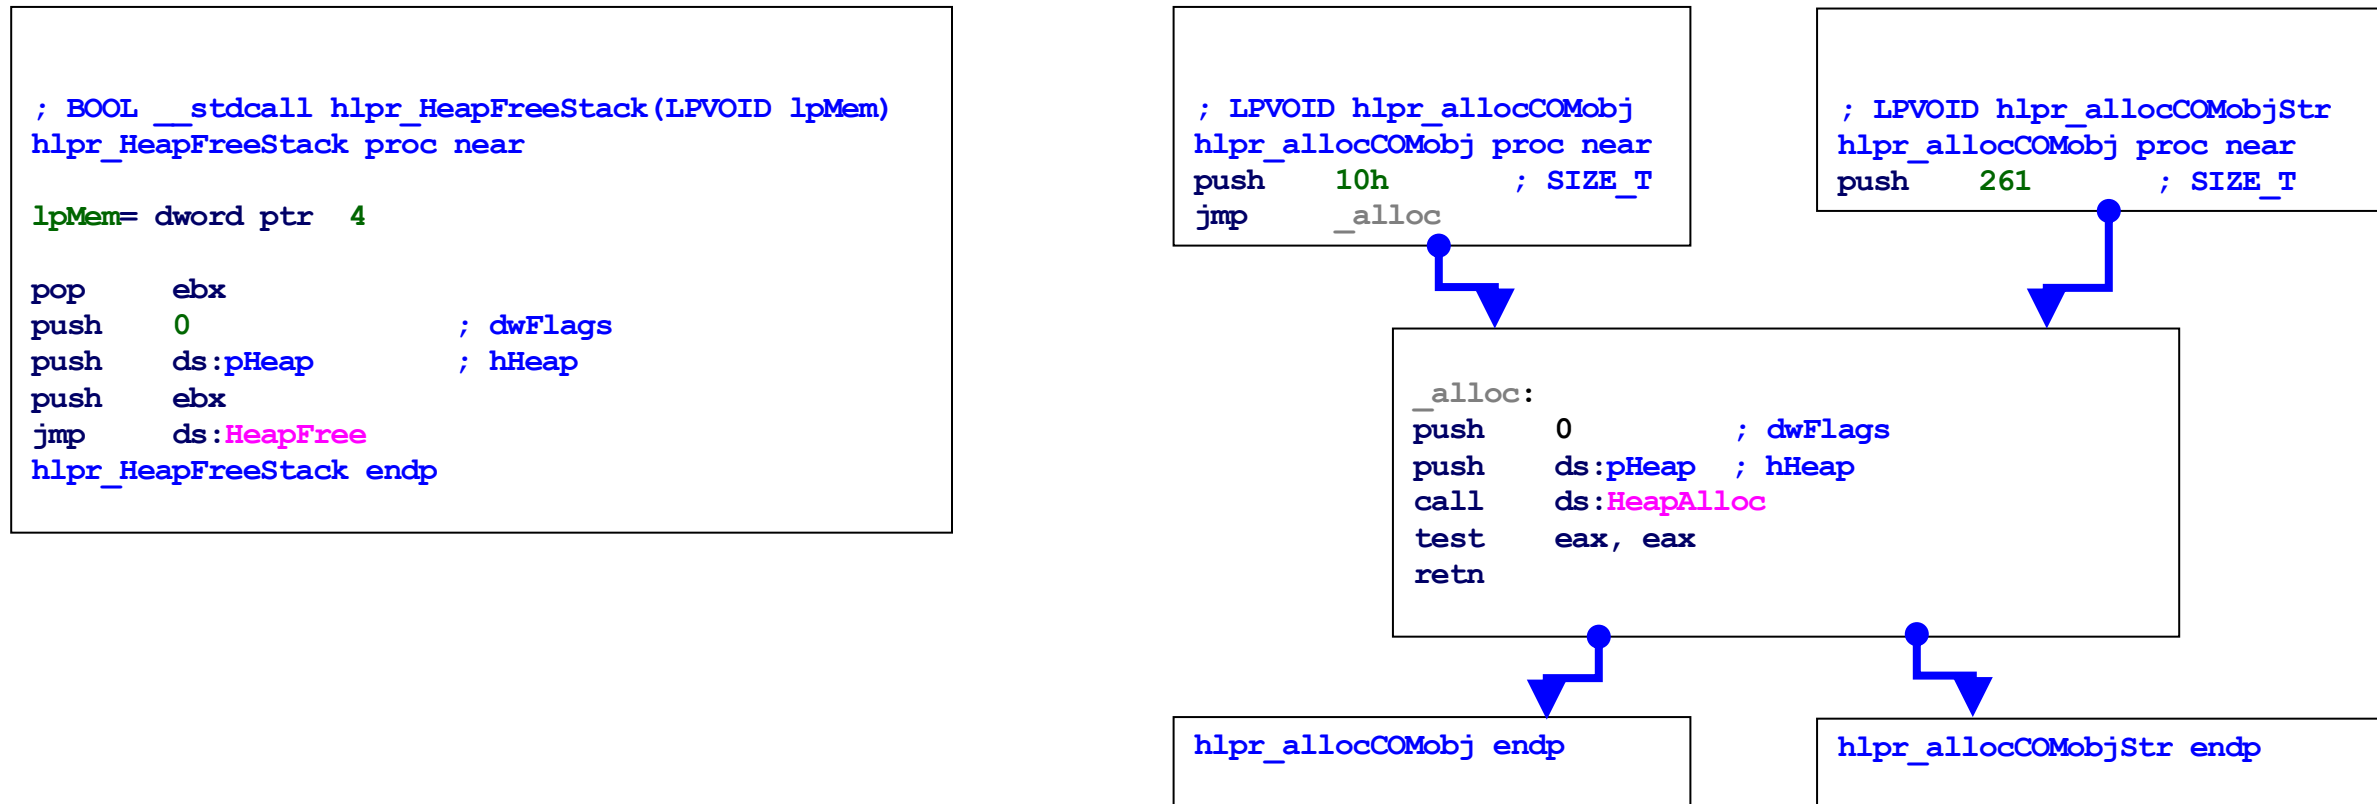 ; BOOL __stdcall hlpr_HeapFreeStack(LPVOID lpMem)
hlpr_HeapFreeStack proc near
lpMem= dword ptr 4
pop ebx
push 0 ; dwFlags
push ds:pHeap ; hHeap
push ebx
jmp ds:HeapFree
hlpr_HeapFreeStack endp
; LPVOID hlpr_allocCOMobj
hlpr_allocCOMobj proc near
push 10h ; SIZE_T
jmp _alloc
; LPVOID hlpr_allocCOMobjStr
hlpr_allocCOMobj proc near
push 261 ; SIZE_T
_alloc:
push 0 ; dwFlags
push ds:pHeap ; hHeap
call ds:HeapAlloc
test eax, eax
retn
hlpr_allocCOMobj endp
hlpr_allocCOMobjStr endp